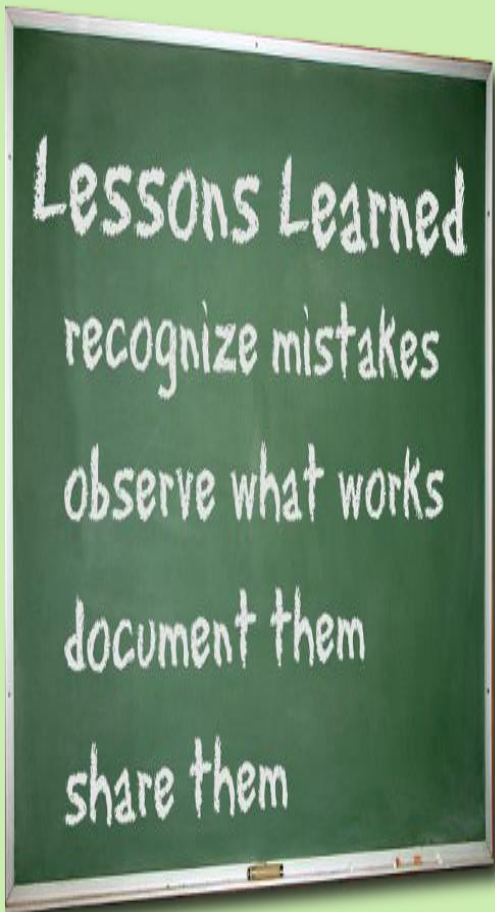 Lessons Learned
recognize mistakes
observe what works
document them
share them